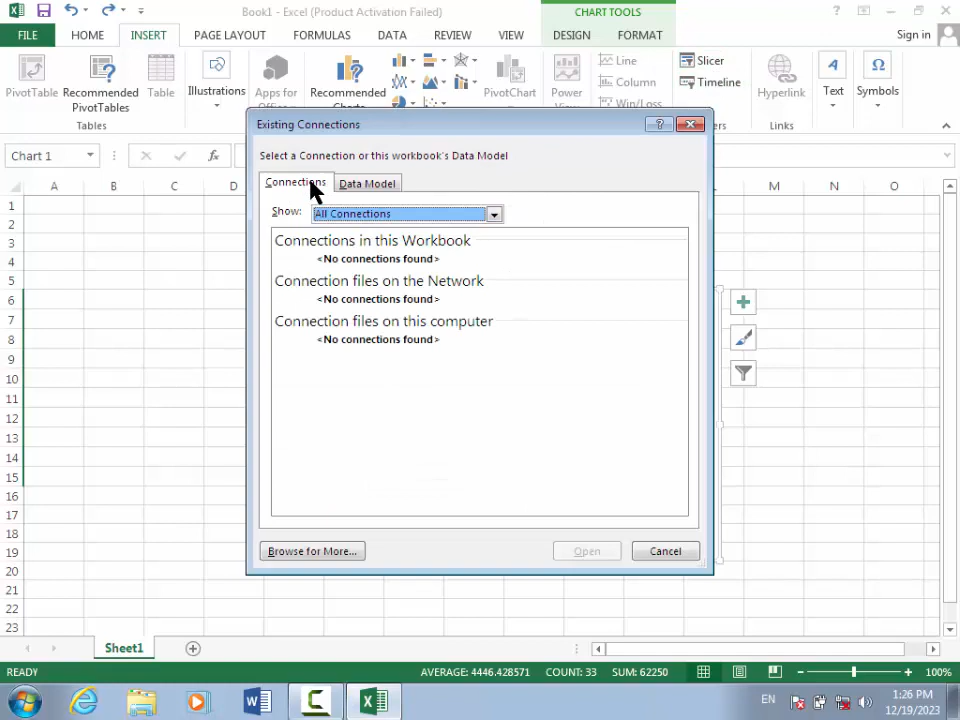 Book1 - Excel (Product Activation Failed)
CHART TOOLS
FILE HOME INSERT PAGE LAYOUT FORMULAS DATA REVIEW VIEW DESIGN FORMAT Sign in
PivotTable
Recommended
PivotTables
Table
Illustrations
Apps for
Recommended
PivotChart
Power
Line
Column
Win/Loss
Slicer
Timeline
Hyperlink
Text
Symbols
Tables
Links
Chart 1
A B C D M N O
1
2
3
4
5
6
7
8
9
10
11
12
13
14
15
16
17
18
19
20
21
22
23
Existing Connections
Select a Connection or this workbook's Data Model
Connections Data Model
Show: All Connections
Connections in this Workbook
<No connections found>
Connection files on the Network
<No connections found>
Connection files on this computer
<No connections found>
Browse for More... Open Cancel
Sheet1
READY AVERAGE: 4446.428571 COUNT: 33 SUM: 62250 100%
EN
1:26 PM
12/19/2023